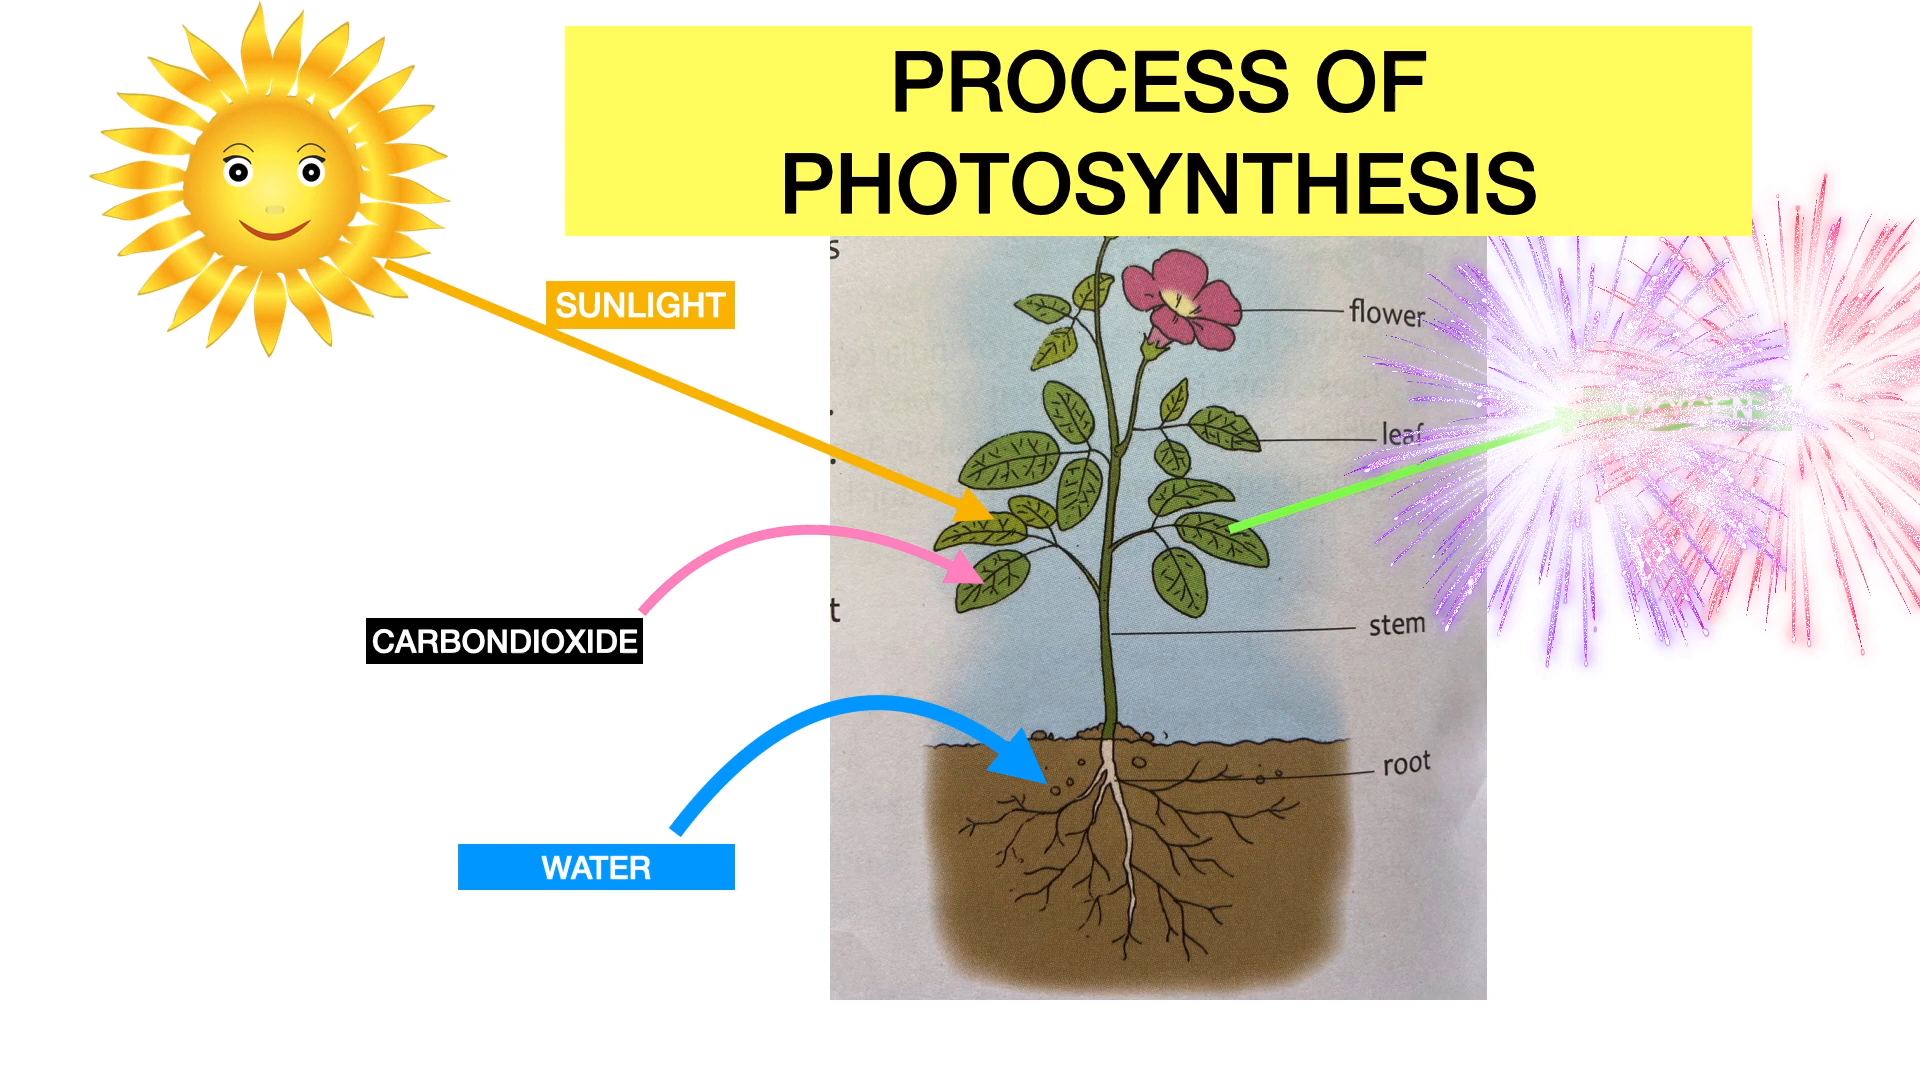 PROCESS OF
PHOTOSYNTHESIS
s
SUNLIGHT
flower
leaf
t
stem
CARBONDIOXIDE
root
WATER